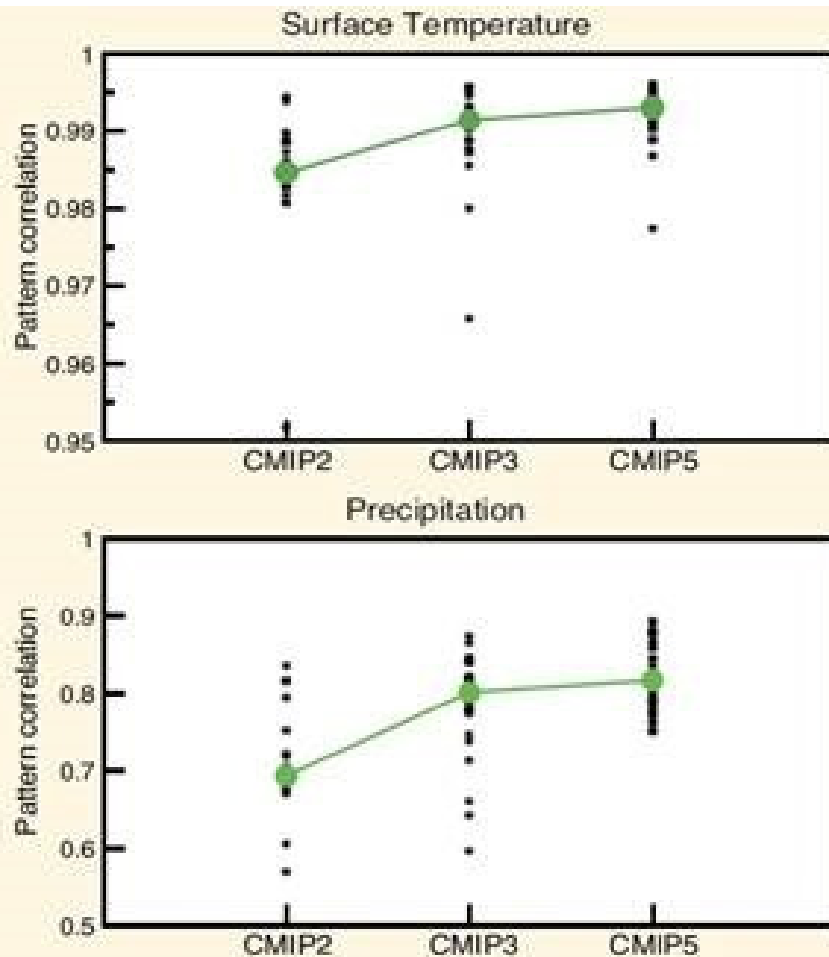 Surface Temperature
Pattern correlation
1
0.99
0.98
0.97
0.96
0.95
CMIP2 CMIP3 CMIP5
Precipitation
Pattern correlation
1
0.9
0.8
0.7
0.6
0.5
CMIP2 CMIP3 CMIP5